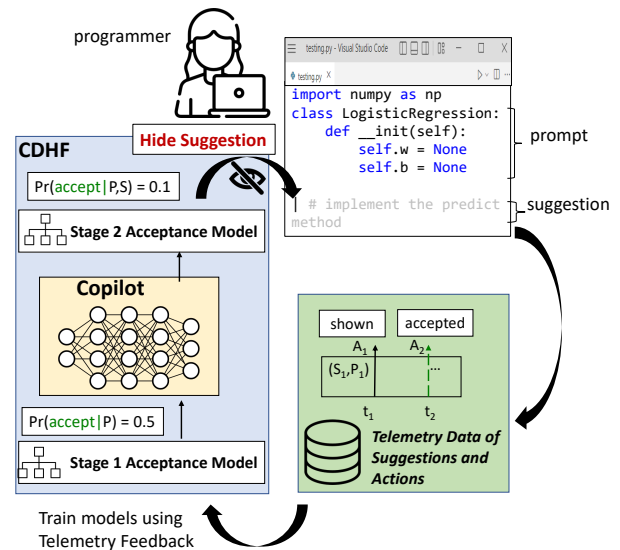 programmer
testing.py - Visual Studio Code
testing.py X
import numpy as np
class LogisticRegression:
def __init(self):
self.w = None
self.b = None
# implement the predict
method
prompt
suggestion
CDHF
Hide Suggestion
Pr(accept|P,S) = 0.1
Stage 2 Acceptance Model
Copilot
Pr(accept|P) = 0.5
Stage 1 Acceptance Model
shown
accepted
A1
A2
(S1,P1)
...
t1
t2
Telemetry Data of
Suggestions and
Actions
Train models using
Telemetry Feedback